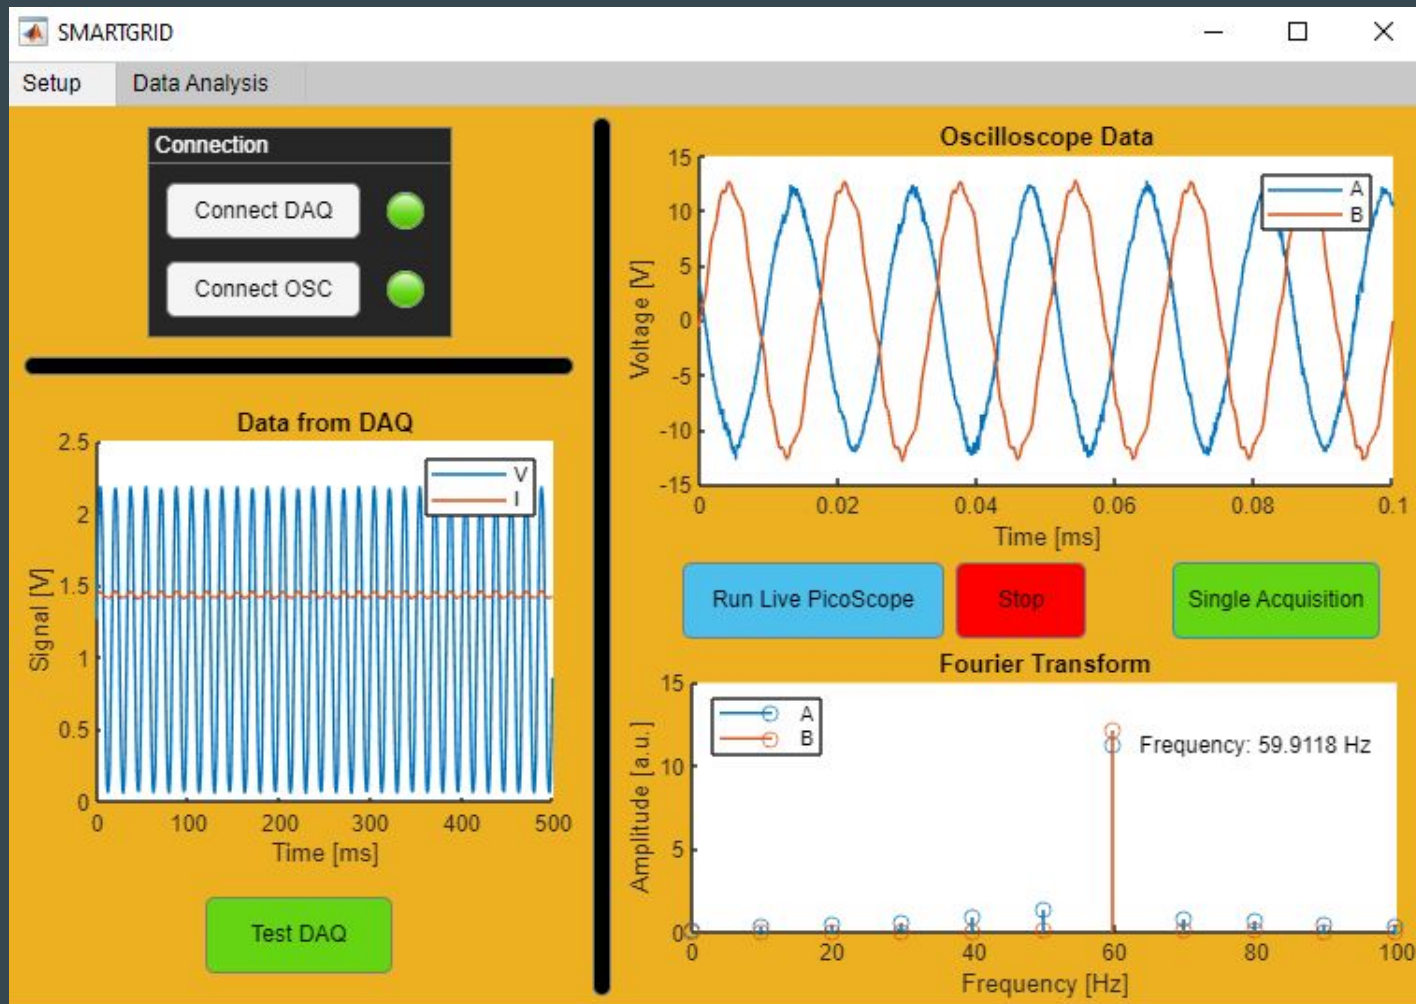 SMARTGRID
Setup
Data Analysis
Connection
Connect DAQ
Connect OSC
Data from DAQ
2.5
2
1.5
1
0.5
0
Signal [V]
V
I
0 100 200 300 400 500
Time [ms]
Test DAQ
Oscilloscope Data
15
10
5
0
-5
-10
-15
Voltage [V]
A
B
0 0.02 0.04 0.06 0.08 0.1
Time [ms]
Run Live PicoScope
Stop
Single Acquisition
Fourier Transform
15
10
5
0
Amplitude [a.u.]
A
B
Frequency: 59.9118 Hz
0 20 40 60 80 100
Frequency [Hz]